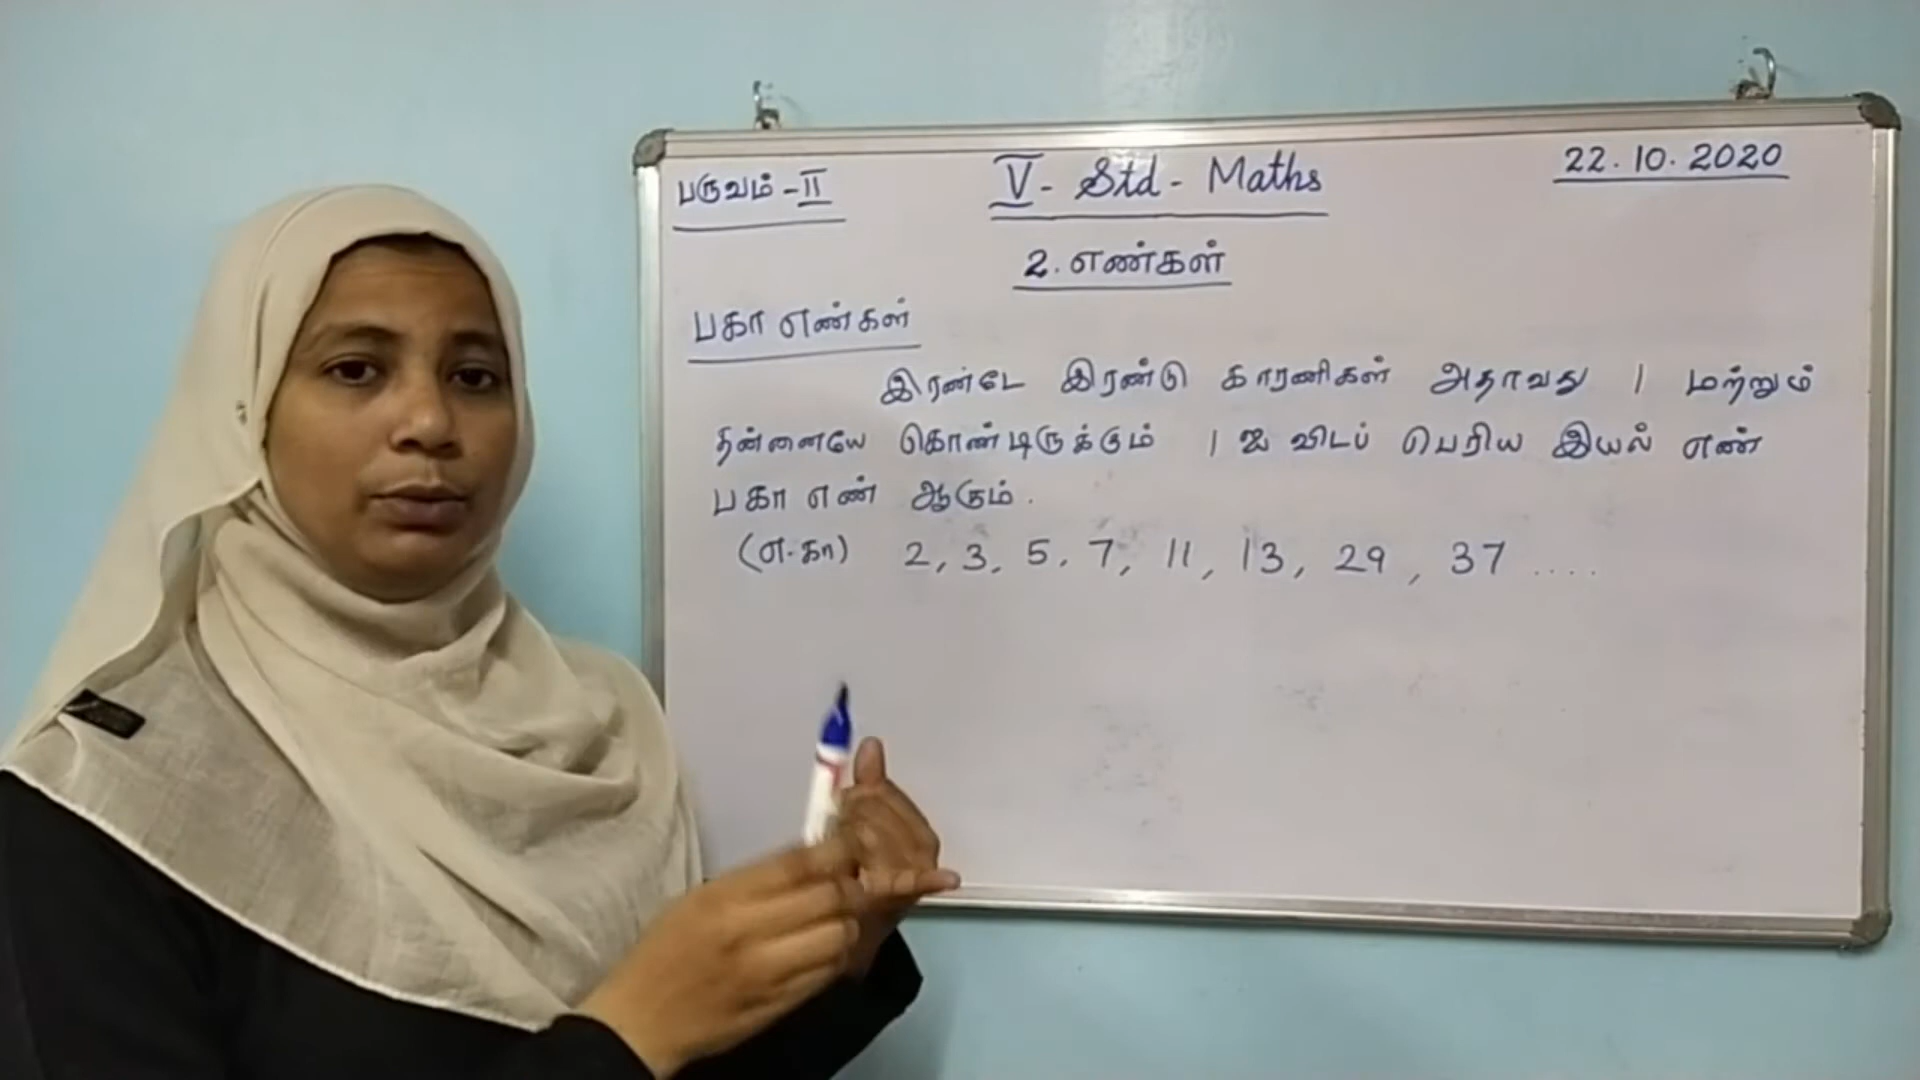 பருவம் - II V - Std - Maths 22.10.2020
2. எண்கள்
பகா எண்கள்
இரண்டே இரண்டு காரணிகள் அதாவது 1 மற்றும்
தன்னையே கொண்டிருக்கும் 1 ஐ விடப் பெரிய இயல் எண்
பகா எண் ஆகும்.
(எ.கா) 2, 3, 5, 7, 11, 13, 29, 37 ....